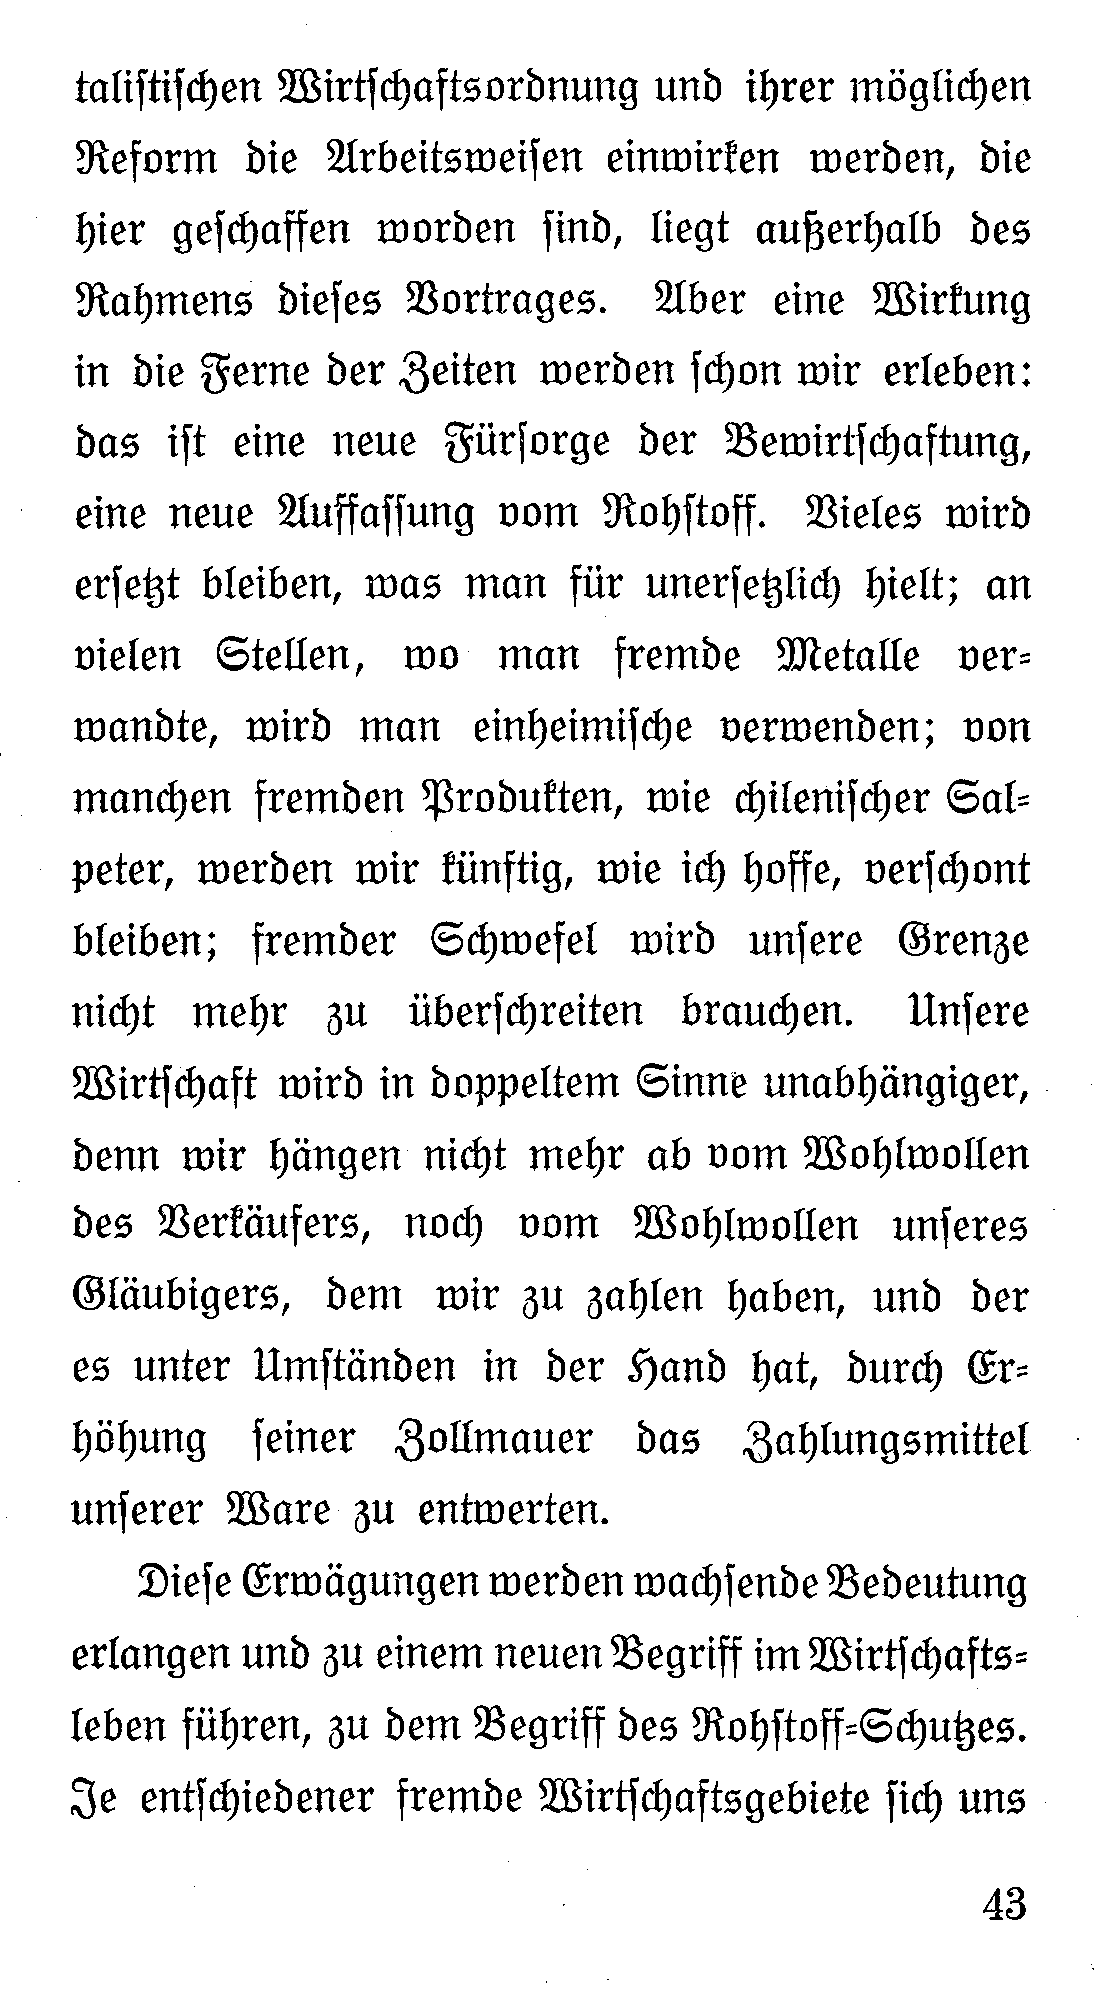 taliſtiſchen Wirtſchaftsordnung und ihrer möglichen
Reform die Arbeitsweiſen einwirken werden, die
hier geſchaffen worden ſind, liegt außerhalb des
Rahmens dieſes Vortrages. Aber eine Wirkung
in die Ferne der Zeiten werden ſchon wir erleben:
das iſt eine neue Fürſorge der Bewirtſchaftung,
eine neue Auffaſſung vom Rohſtoff. Vieles wird
erſetzt bleiben, was man für unerſetzlich hielt; an
vielen Stellen, wo man fremde Metalle ver⸗
wandte, wird man einheimiſche verwenden; von
manchen fremden Produkten, wie chileniſcher Sal⸗
peter, werden wir künftig, wie ich hoffe, verſchont
bleiben; fremder Schwefel wird unſere Grenze
nicht mehr zu überſchreiten brauchen. Unſere
Wirtſchaft wird in doppeltem Sinne unabhängiger,
denn wir hängen nicht mehr ab vom Wohlwollen
des Verkäufers, noch vom Wohlwollen unſeres
Gläubigers, dem wir zu zahlen haben, und der
es unter Umſtänden in der Hand hat, durch Er⸗
höhung ſeiner Zollmauer das Zahlungsmittel
unſerer Ware zu entwerten.
Dieſe Erwägungen werden wachſende Bedeutung
erlangen und zu einem neuen Begriff im Wirtſchafts⸗
leben führen, zu dem Begriff des Rohſtoff⸗Schutzes.
Je entſchiedener fremde Wirtſchaftsgebiete ſich uns
43